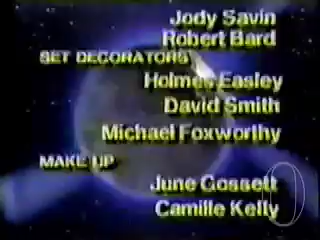 Jody Savin
Robert Bard
SET DECORATORS
Holmes Easley
David Smith
Michael Foxworthy
MAKE UP
June Gossett
Camille Kelly